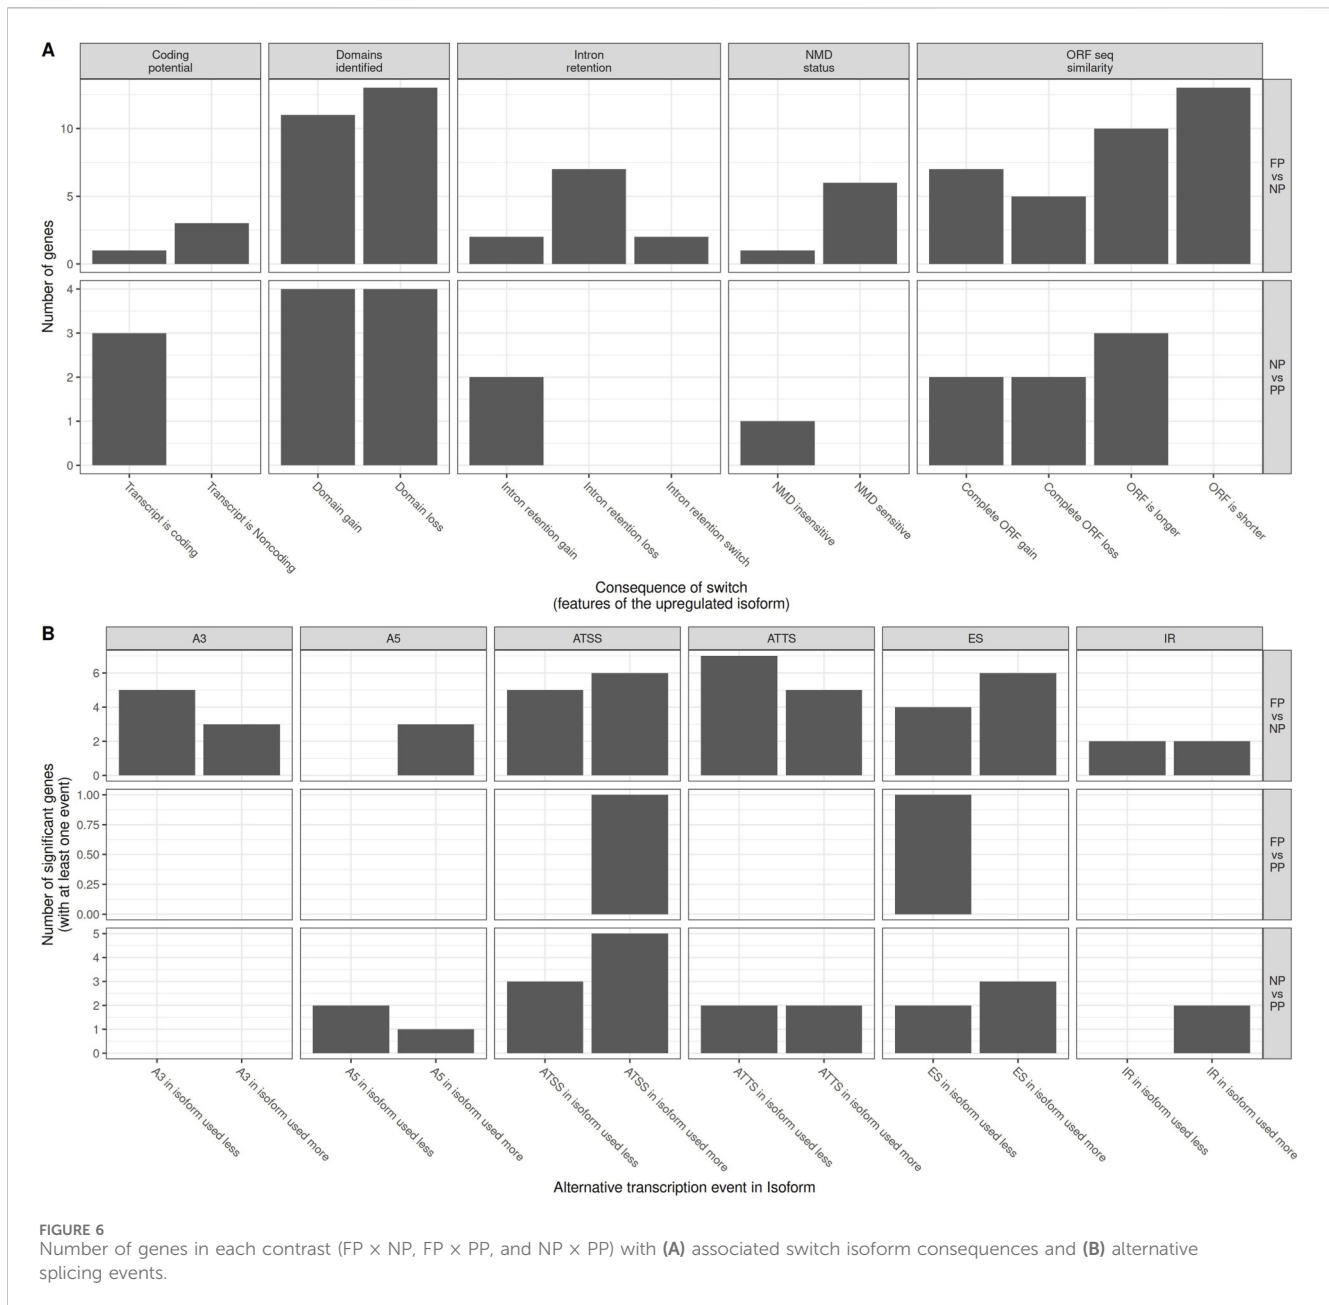 A
Coding
potential
Domains
identified
Intron
retention
NMD
status
ORF seq
similarity
Number of genes
10
5
0
FP
vs
NP
4
3
2
1
0
NP
vs
PP
Transcript is coding
Transcript is Noncoding
Domain gain
Domain loss
Intron retention gain
Intron retention loss
Intron retention switch
NMD insensitive
NMD sensitive
Complete ORF gain
Complete ORF loss
ORF is longer
ORF is shorter
Consequence of switch
(features of the upregulated isoform)
B
A3
A5
ATSS
ATTS
ES
IR
Number of significant genes
(with at least one event)
6
4
2
0
FP
vs
NP
1.00
0.75
0.50
0.25
0.00
FP
vs
PP
5
4
3
2
1
0
NP
vs
PP
A3 in isoform used less
A3 in isoform used more
A5 in isoform used less
A5 in isoform used more
ATSS in isoform used less
ATSS in isoform used more
ATTS in isoform used less
ATTS in isoform used more
ES in isoform used less
ES in isoform used more
IR in isoform used less
IR in isoform used more
Alternative transcription event in Isoform
FIGURE 6
Number of genes in each contrast (FP × NP, FP × PP, and NP × PP) with (A) associated switch isoform consequences and (B) alternative
splicing events.